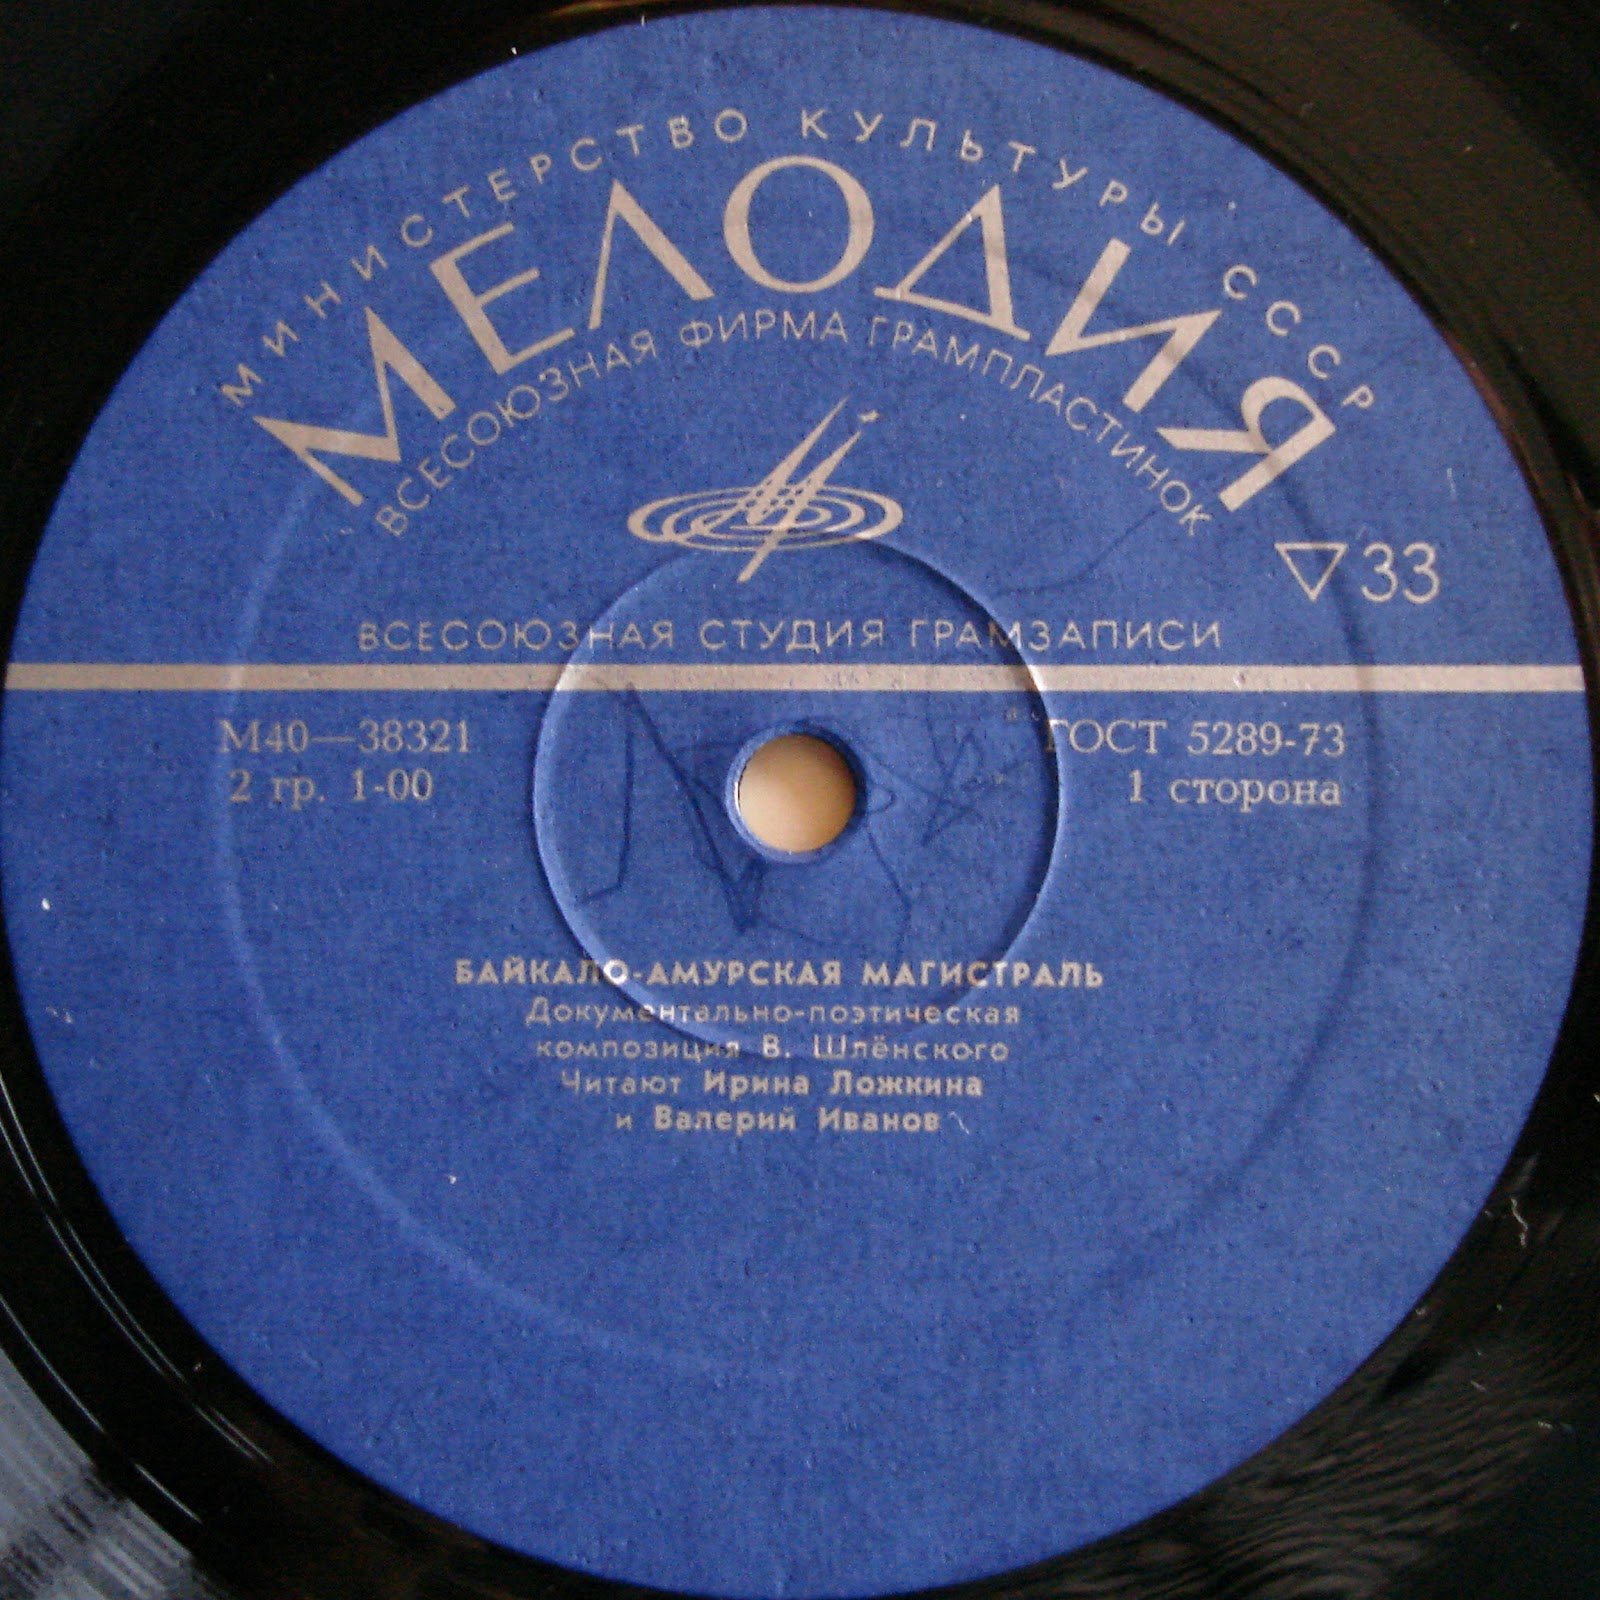 МИНИСТЕРСТВО КУЛЬТУРЫ СССР
МЕЛОДИЯ
ВСЕСОЮЗНАЯ ФИРМА ГРАМПЛАСТИНОК
33
ВСЕСОЮЗНАЯ СТУДИЯ ГРАМЗАПИСИ
М40—38321
ГОСТ 5289-73
2 гр. 1-00
1 сторона
БАЙКАЛО-АМУРСКАЯ МАГИСТРАЛЬ
Документально-поэтическая
композиция В. Шлёнского
Читают Ирина Ложкина
и Валерий Иванов